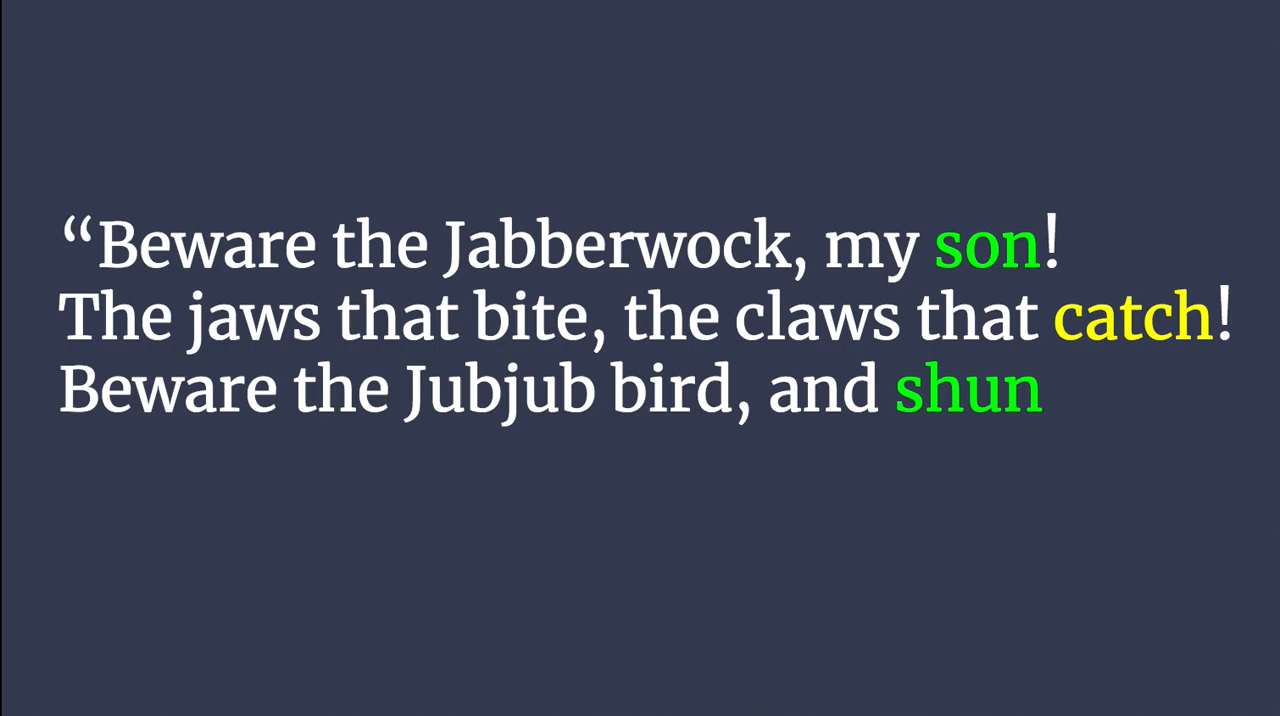 “Beware the Jabberwock, my son!
The jaws that bite, the claws that catch!
Beware the Jubjub bird, and shun